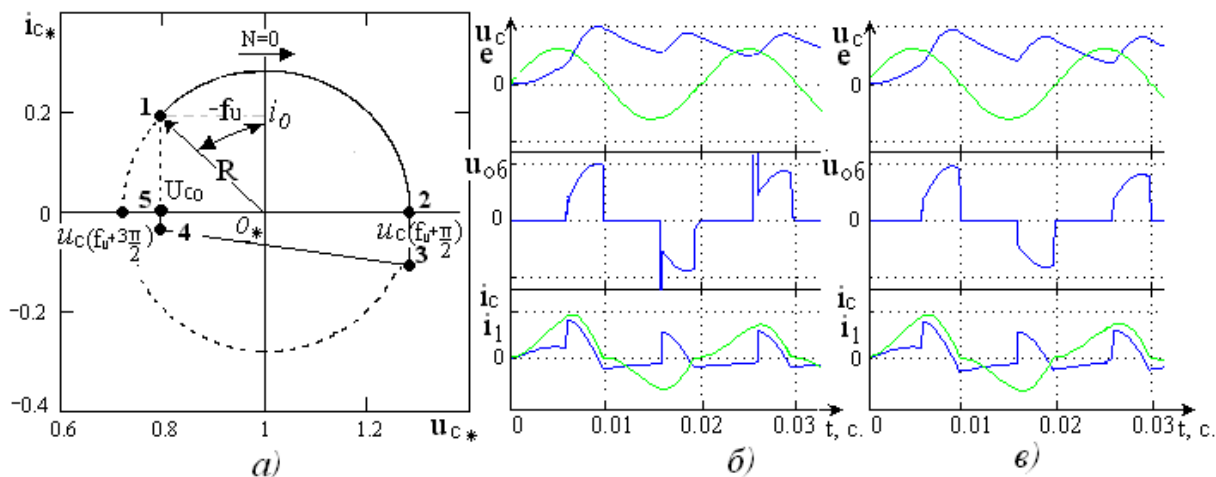 i_C*
0.2
0
−0.2
−0.4
0.6
0.8
1
1.2
u_C*
N=0
1
-f_u
i_0
R
5
U_C0
2
4
O_*
u_C(f_u+3π/2)
u_C(f_u+π/2)
3
а)
u_C
e
0
u_об
0
i_C
i_1
0
0
0.01
0.02
0.03
t, c.
б)
u_C
e
0
u_об
0
i_C
i_1
0
0
0.01
0.02
0.03
t, c.
в)